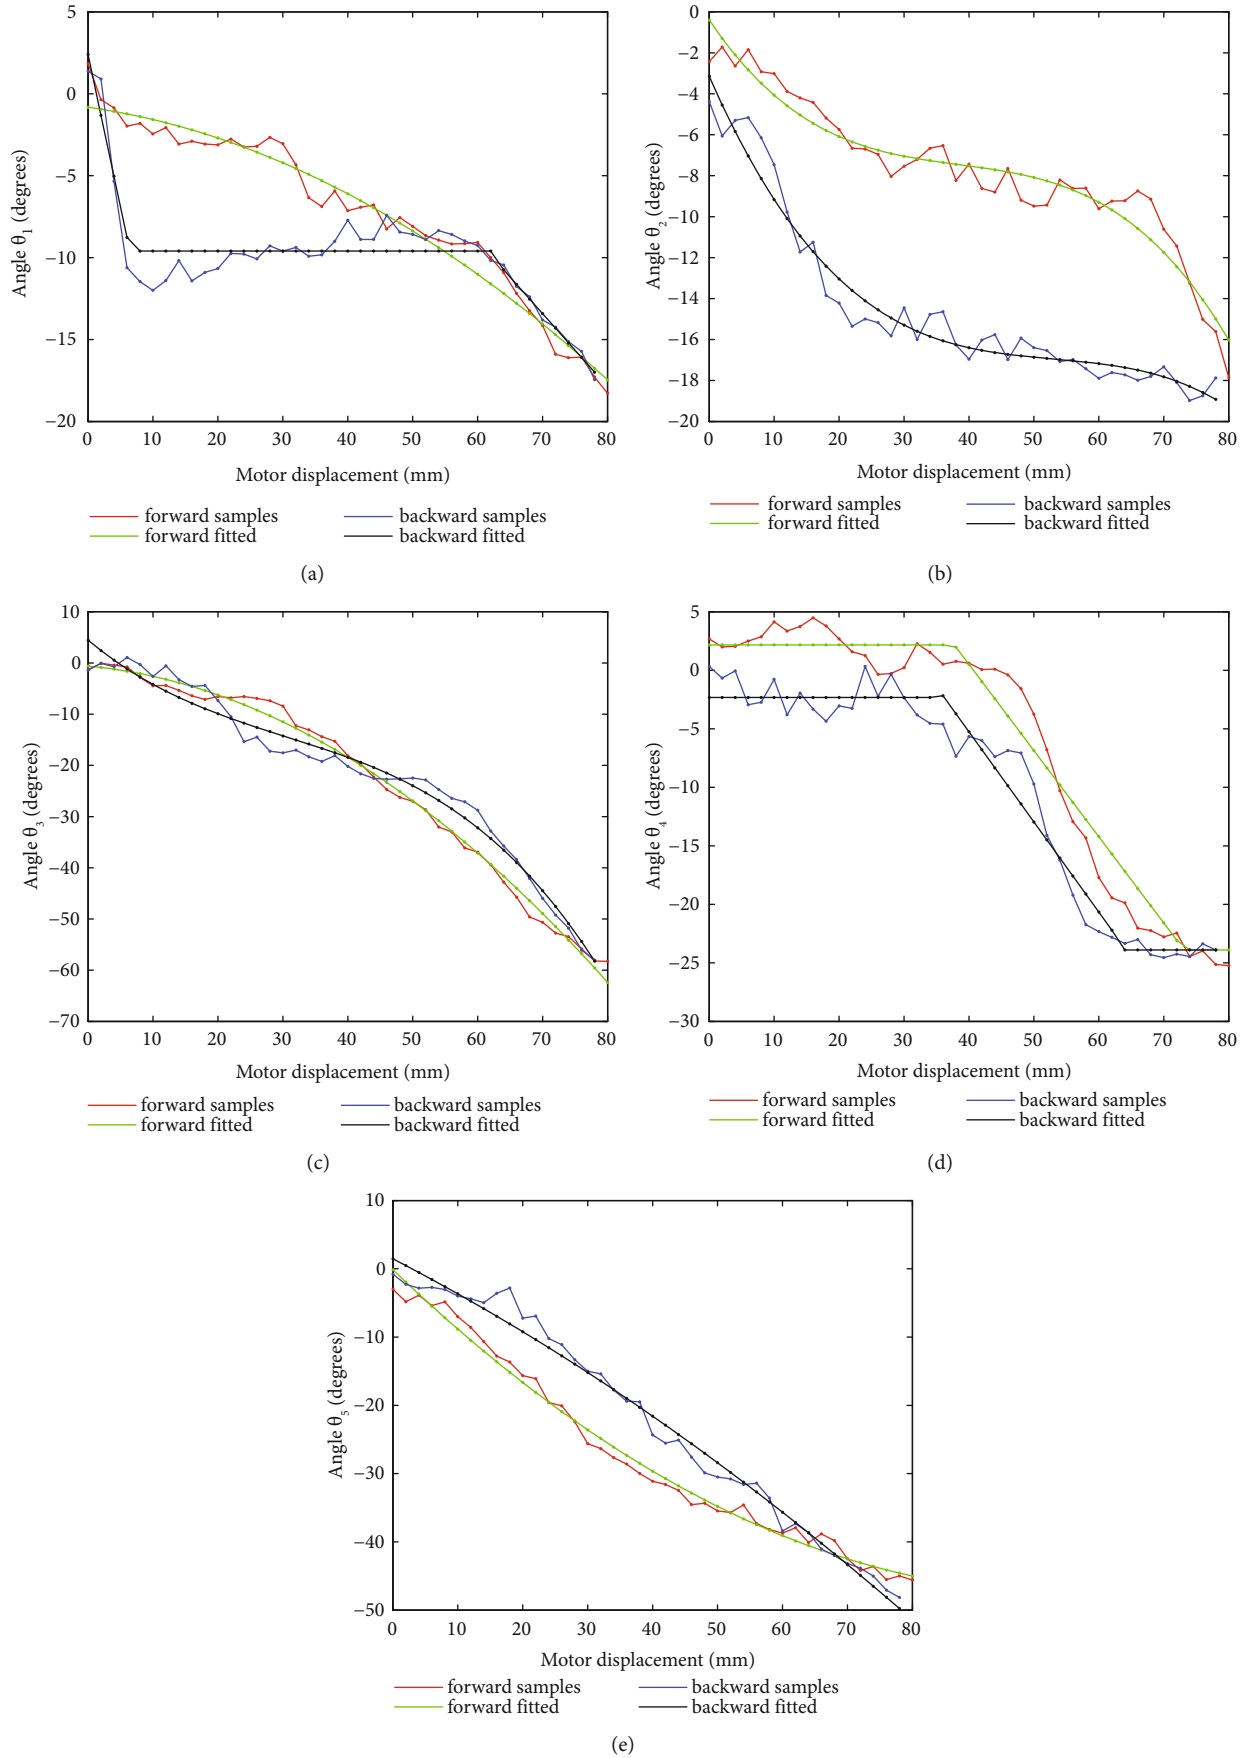 5
0
−5
−10
−15
−20
0 10 20 30 40 50 60 70 80
Angle θ1 (degrees)
Motor displacement (mm)
forward samples backward samples
forward fitted backward fitted
(a)
0
−2
−4
−6
−8
−10
−12
−14
−16
−18
−20
0 10 20 30 40 50 60 70 80
Angle θ2 (degrees)
Motor displacement (mm)
forward samples backward samples
forward fitted backward fitted
(b)
10
0
−10
−20
−30
−40
−50
−60
−70
0 10 20 30 40 50 60 70 80
Angle θ3 (degrees)
Motor displacement (mm)
forward samples backward samples
forward fitted backward fitted
(c)
5
0
−5
−10
−15
−20
−25
−30
0 10 20 30 40 50 60 70 80
Angle θ4 (degrees)
Motor displacement (mm)
forward samples backward samples
forward fitted backward fitted
(d)
10
0
−10
−20
−30
−40
−50
0 10 20 30 40 50 60 70 80
Angle θ5 (degrees)
Motor displacement (mm)
forward samples backward samples
forward fitted backward fitted
(e)